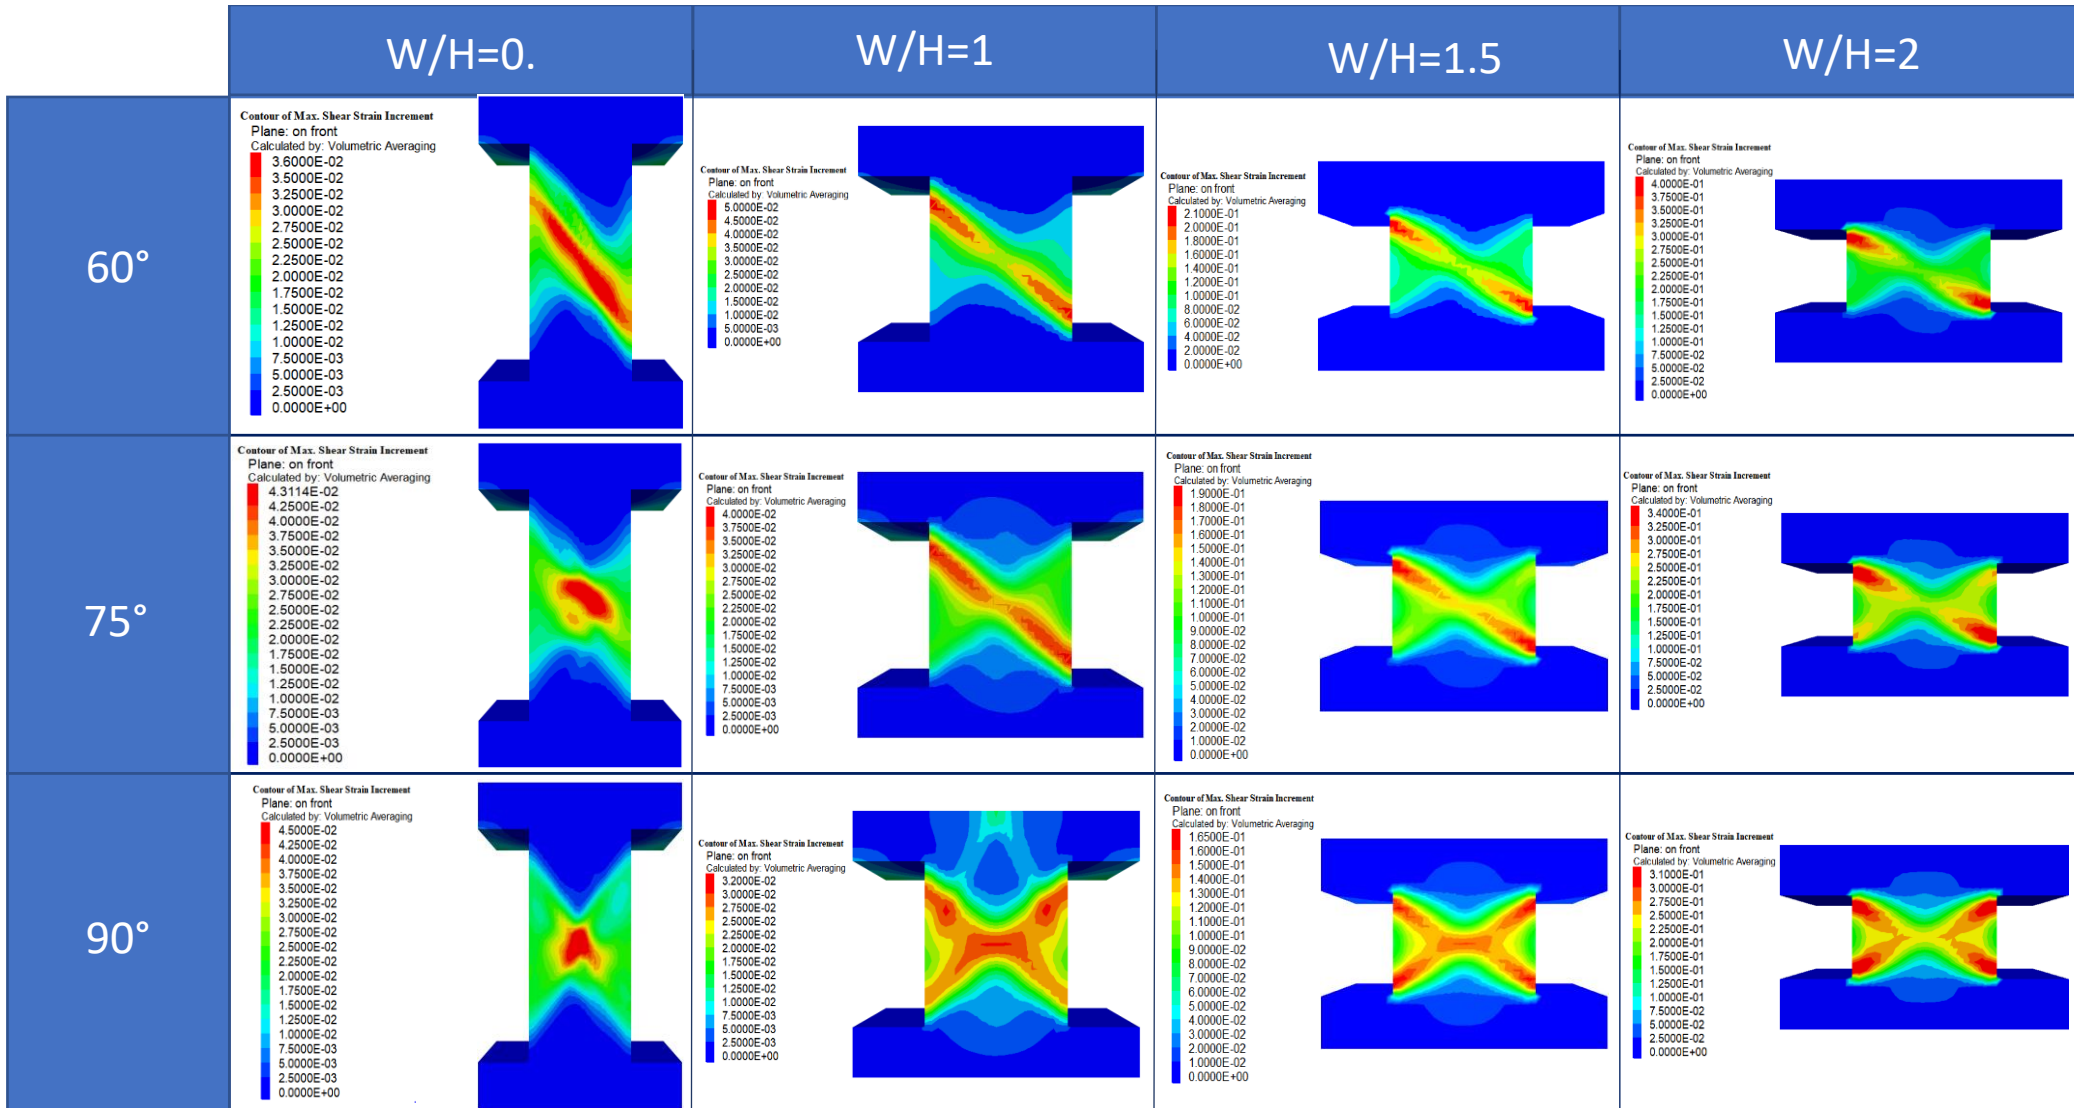 W/H=0.
W/H=1
W/H=1.5
W/H=2
60°
Contour of Max. Shear Strain Increment
Plane: on front
Calculated by: Volumetric Averaging
3.6000E-02
3.5000E-02
3.2500E-02
3.0000E-02
2.7500E-02
2.5000E-02
2.2500E-02
2.0000E-02
1.7500E-02
1.5000E-02
1.2500E-02
1.0000E-02
7.5000E-03
5.0000E-03
2.5000E-03
0.0000E+00
Contour of Max. Shear Strain Increment
Plane: on front
Calculated by: Volumetric Averaging
5.0000E-02
4.5000E-02
4.0000E-02
3.5000E-02
3.0000E-02
2.5000E-02
2.0000E-02
1.5000E-02
1.0000E-02
5.0000E-03
0.0000E+00
Contour of Max. Shear Strain Increment
Plane: on front
Calculated by: Volumetric Averaging
2.1000E-01
2.0000E-01
1.8000E-01
1.6000E-01
1.4000E-01
1.2000E-01
1.0000E-01
8.0000E-02
6.0000E-02
4.0000E-02
2.0000E-02
0.0000E+00
Contour of Max. Shear Strain Increment
Plane: on front
Calculated by: Volumetric Averaging
4.0000E-01
3.7500E-01
3.5000E-01
3.2500E-01
3.0000E-01
2.7500E-01
2.5000E-01
2.2500E-01
2.0000E-01
1.7500E-01
1.5000E-01
1.2500E-01
1.0000E-01
7.5000E-02
5.0000E-02
2.5000E-02
0.0000E+00
75°
Contour of Max. Shear Strain Increment
Plane: on front
Calculated by: Volumetric Averaging
4.3114E-02
4.2500E-02
4.0000E-02
3.7500E-02
3.5000E-02
3.2500E-02
3.0000E-02
2.7500E-02
2.5000E-02
2.2500E-02
2.0000E-02
1.7500E-02
1.5000E-02
1.2500E-02
1.0000E-02
7.5000E-03
5.0000E-03
2.5000E-03
0.0000E+00
Contour of Max. Shear Strain Increment
Plane: on front
Calculated by: Volumetric Averaging
4.0000E-02
3.7500E-02
3.5000E-02
3.2500E-02
3.0000E-02
2.7500E-02
2.5000E-02
2.2500E-02
2.0000E-02
1.7500E-02
1.5000E-02
1.2500E-02
1.0000E-02
7.5000E-03
5.0000E-03
2.5000E-03
0.0000E+00
Contour of Max. Shear Strain Increment
Plane: on front
Calculated by: Volumetric Averaging
1.9000E-01
1.8000E-01
1.7000E-01
1.6000E-01
1.5000E-01
1.4000E-01
1.3000E-01
1.2000E-01
1.1000E-01
1.0000E-01
9.0000E-02
8.0000E-02
7.0000E-02
6.0000E-02
5.0000E-02
4.0000E-02
3.0000E-02
2.0000E-02
1.0000E-02
0.0000E+00
Contour of Max. Shear Strain Increment
Plane: on front
Calculated by: Volumetric Averaging
3.4000E-01
3.2500E-01
3.0000E-01
2.7500E-01
2.5000E-01
2.2500E-01
2.0000E-01
1.7500E-01
1.5000E-01
1.2500E-01
1.0000E-01
7.5000E-02
5.0000E-02
2.5000E-02
0.0000E+00
90°
Contour of Max. Shear Strain Increment
Plane: on front
Calculated by: Volumetric Averaging
4.5000E-02
4.2500E-02
4.0000E-02
3.7500E-02
3.5000E-02
3.2500E-02
3.0000E-02
2.7500E-02
2.5000E-02
2.2500E-02
2.0000E-02
1.7500E-02
1.5000E-02
1.2500E-02
1.0000E-02
7.5000E-03
5.0000E-03
2.5000E-03
0.0000E+00
Contour of Max. Shear Strain Increment
Plane: on front
Calculated by: Volumetric Averaging
3.2000E-02
3.0000E-02
2.7500E-02
2.5000E-02
2.2500E-02
2.0000E-02
1.7500E-02
1.5000E-02
1.2500E-02
1.0000E-02
7.5000E-03
5.0000E-03
2.5000E-03
0.0000E+00
Contour of Max. Shear Strain Increment
Plane: on front
Calculated by: Volumetric Averaging
1.6500E-01
1.6000E-01
1.5000E-01
1.4000E-01
1.3000E-01
1.2000E-01
1.1000E-01
1.0000E-01
9.0000E-02
8.0000E-02
7.0000E-02
6.0000E-02
5.0000E-02
4.0000E-02
3.0000E-02
2.0000E-02
1.0000E-02
0.0000E+00
Contour of Max. Shear Strain Increment
Plane: on front
Calculated by: Volumetric Averaging
3.1000E-01
3.0000E-01
2.7500E-01
2.5000E-01
2.2500E-01
2.0000E-01
1.7500E-01
1.5000E-01
1.2500E-01
1.0000E-01
7.5000E-02
5.0000E-02
2.5000E-02
0.0000E+00